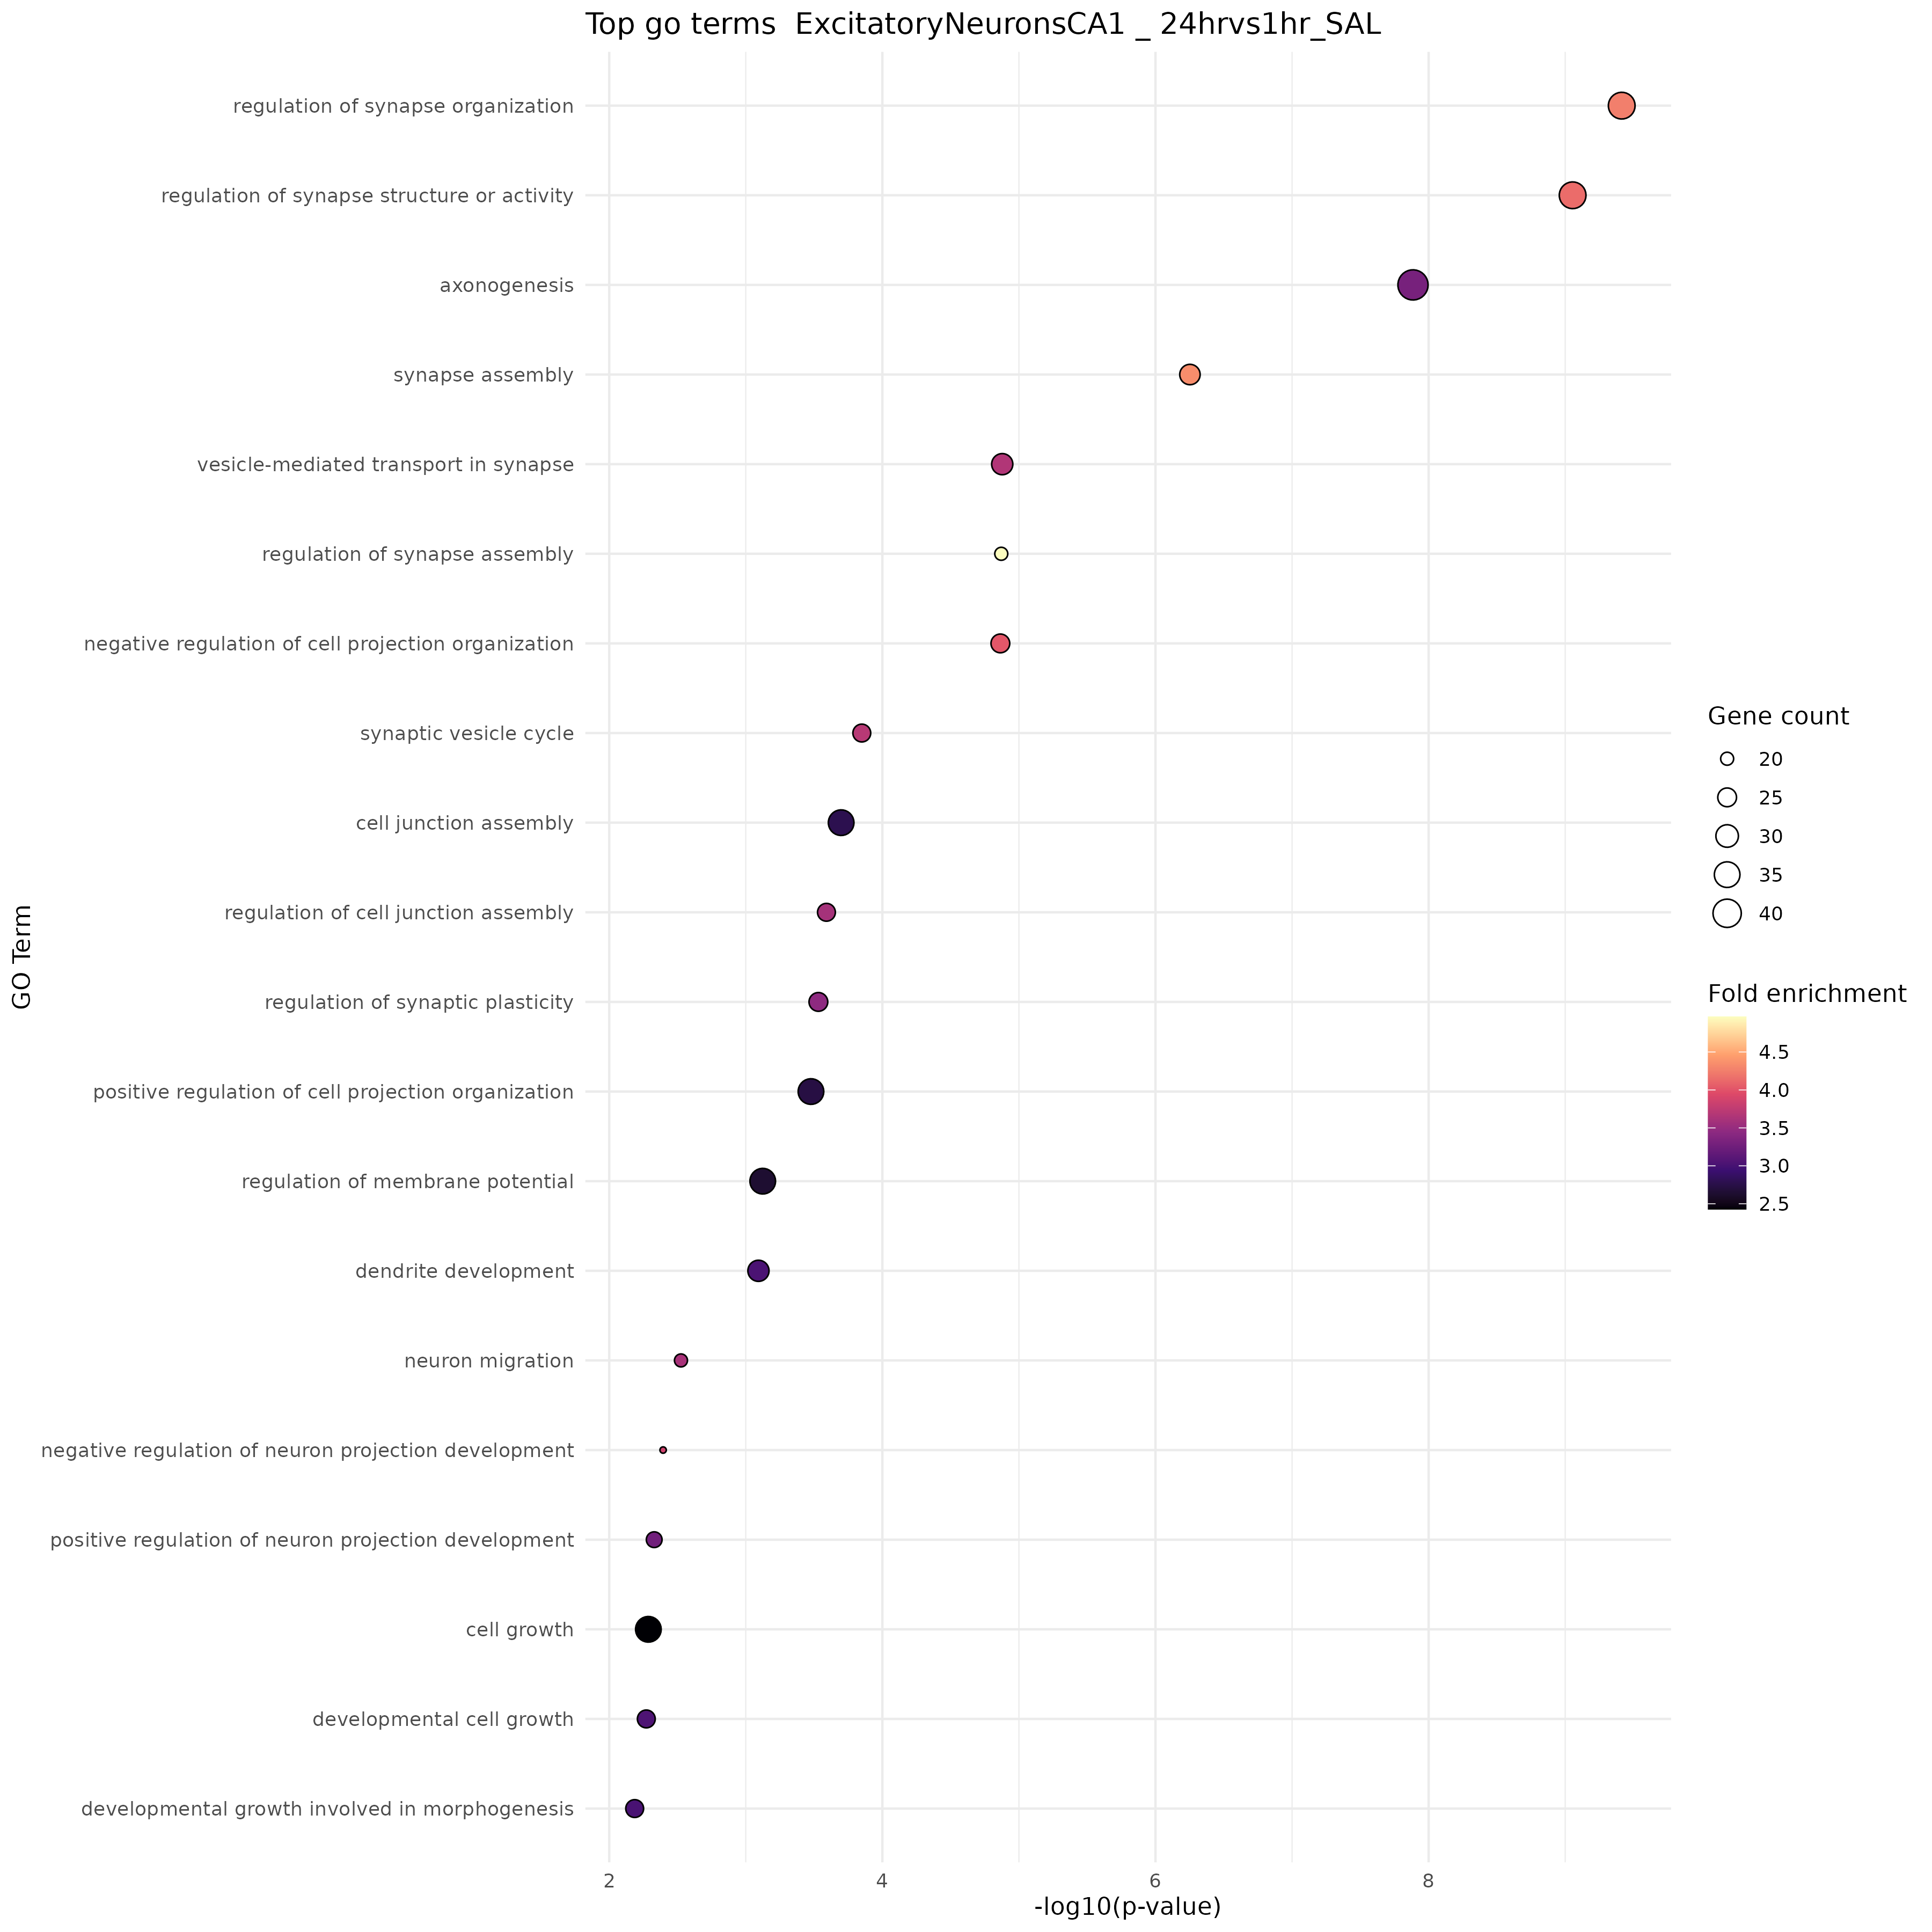 Top go terms  ExcitatoryNeuronsCA1 _ 24hrvs1hr_SAL
regulation of synapse organization
regulation of synapse structure or activity
axonogenesis
synapse assembly
vesicle-mediated transport in synapse
regulation of synapse assembly
negative regulation of cell projection organization
synaptic vesicle cycle
cell junction assembly
regulation of cell junction assembly
regulation of synaptic plasticity
positive regulation of cell projection organization
regulation of membrane potential
dendrite development
neuron migration
negative regulation of neuron projection development
positive regulation of neuron projection development
cell growth
developmental cell growth
developmental growth involved in morphogenesis
GO Term
2 4 6 8
-log10(p-value)
Gene count
20
25
30
35
40
Fold enrichment
4.5
4.0
3.5
3.0
2.5